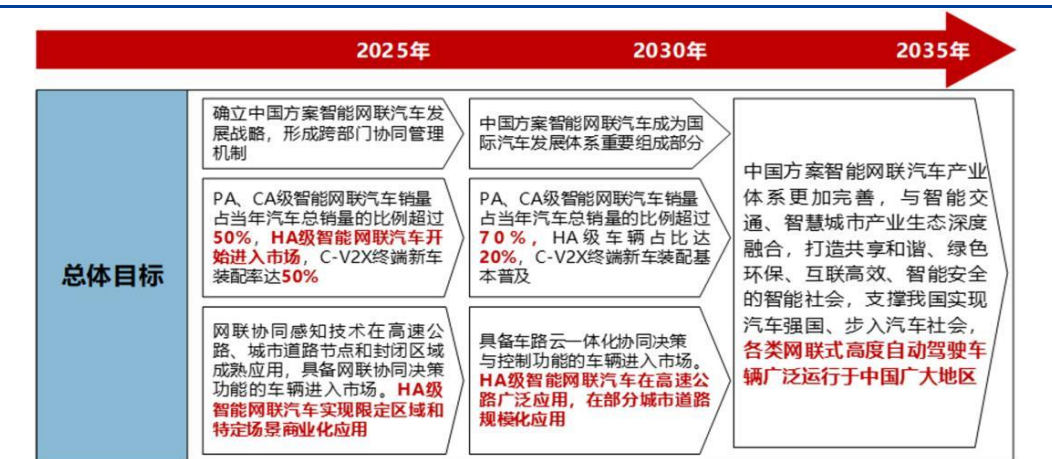 2025年
2030年
2035年
总体目标
确立中国方案智能网联汽车发
展战略，形成跨部门协同管理
机制
PA、CA级智能网联汽车销量
占当年汽车总销量的比例超过
50%，HA级智能网联汽车开
始进入市场，C-V2X终端新车
装配率达50%
网联协同感知技术在高速公
路、城市道路节点和封闭区域
成熟应用，具备网联协同决策
功能的车辆进入市场。HA级
智能网联汽车实现限定区域和
特定场景商业化应用
中国方案智能网联汽车成为国
际汽车发展体系重要组成部分
PA、CA级智能网联汽车销量
占当年汽车总销量的比例超过
70%，HA级车辆占比达
20%，C-V2X终端新车装配基
本普及
具备车路云一体化协同决策
与控制功能的车辆进入市场。
HA级智能网联汽车在高速公
路广泛应用，在部分城市道路
规模化应用
中国方案智能网联汽车产业
体系更加完善，与智能交
通、智慧城市产业生态深度
融合，打造共享和谐、绿色
环保、互联高效、智能安全
的智能社会，支撑我国实现
汽车强国、步入汽车社会，
各类网联式高度自动驾驶车
辆广泛运行于中国广大地区